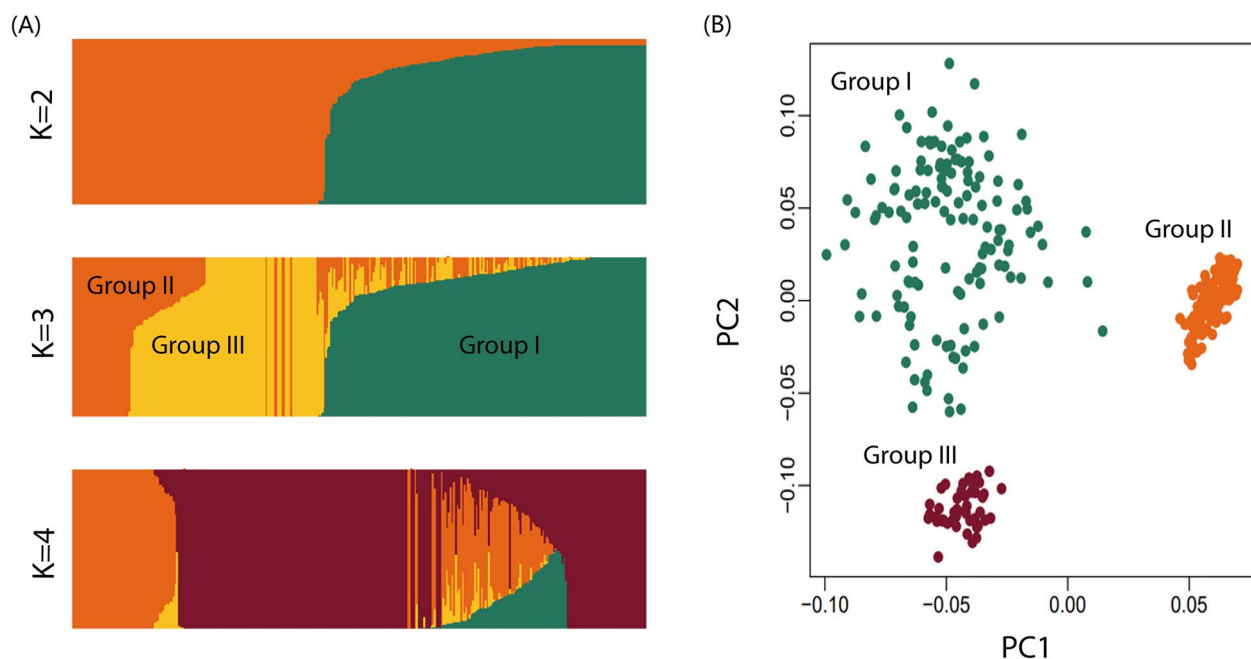 (A)
K=2
K=3
Group II
Group III
Group I
K=4
(B)
Group I
Group II
Group III
PC2
0.10
0.05
0.00
−0.05
−0.10
−0.10
−0.05
0.00
0.05
PC1